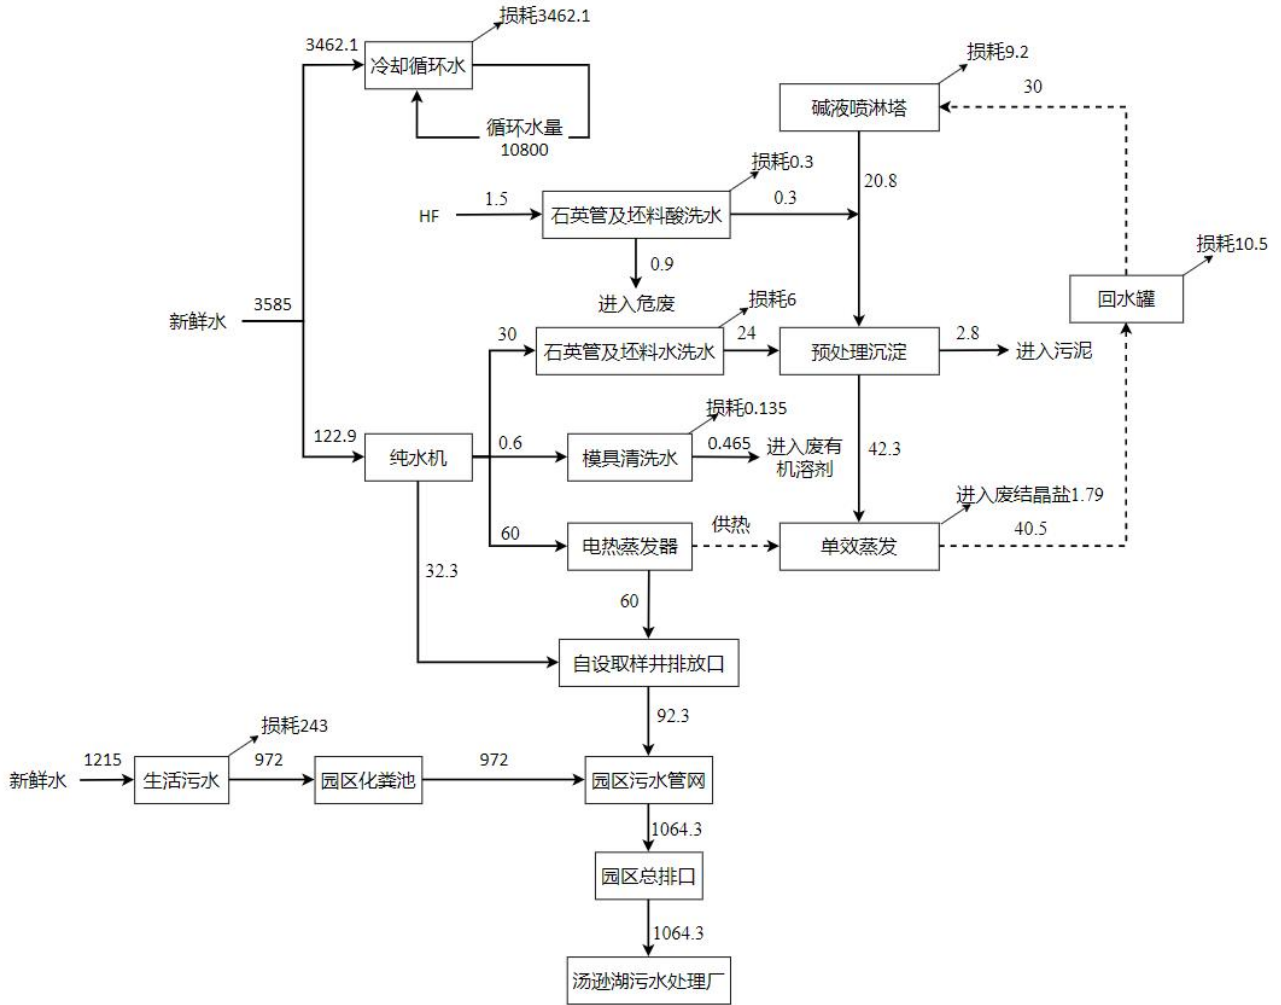 损耗3462.1
3462.1
冷却循环水
循环水量
10800
损耗9.2
30
碱液喷淋塔
20.8
损耗0.3
HF
1.5
石英管及坯料酸洗水
0.3
0.9
进入危废
损耗10.5
回水罐
新鲜水
3585
损耗6
30
石英管及坯料水洗水
24
预处理沉淀
2.8
进入污泥
122.9
纯水机
0.6
损耗0.135
模具清洗水
0.465
进入废有
机溶剂
42.3
进入废结晶盐1.79
60
电热蒸发器
供热
单效蒸发
40.5
32.3
60
自设取样井排放口
92.3
新鲜水
1215
损耗243
生活污水
972
园区化粪池
972
园区污水管网
1064.3
园区总排口
1064.3
汤逊湖污水处理厂